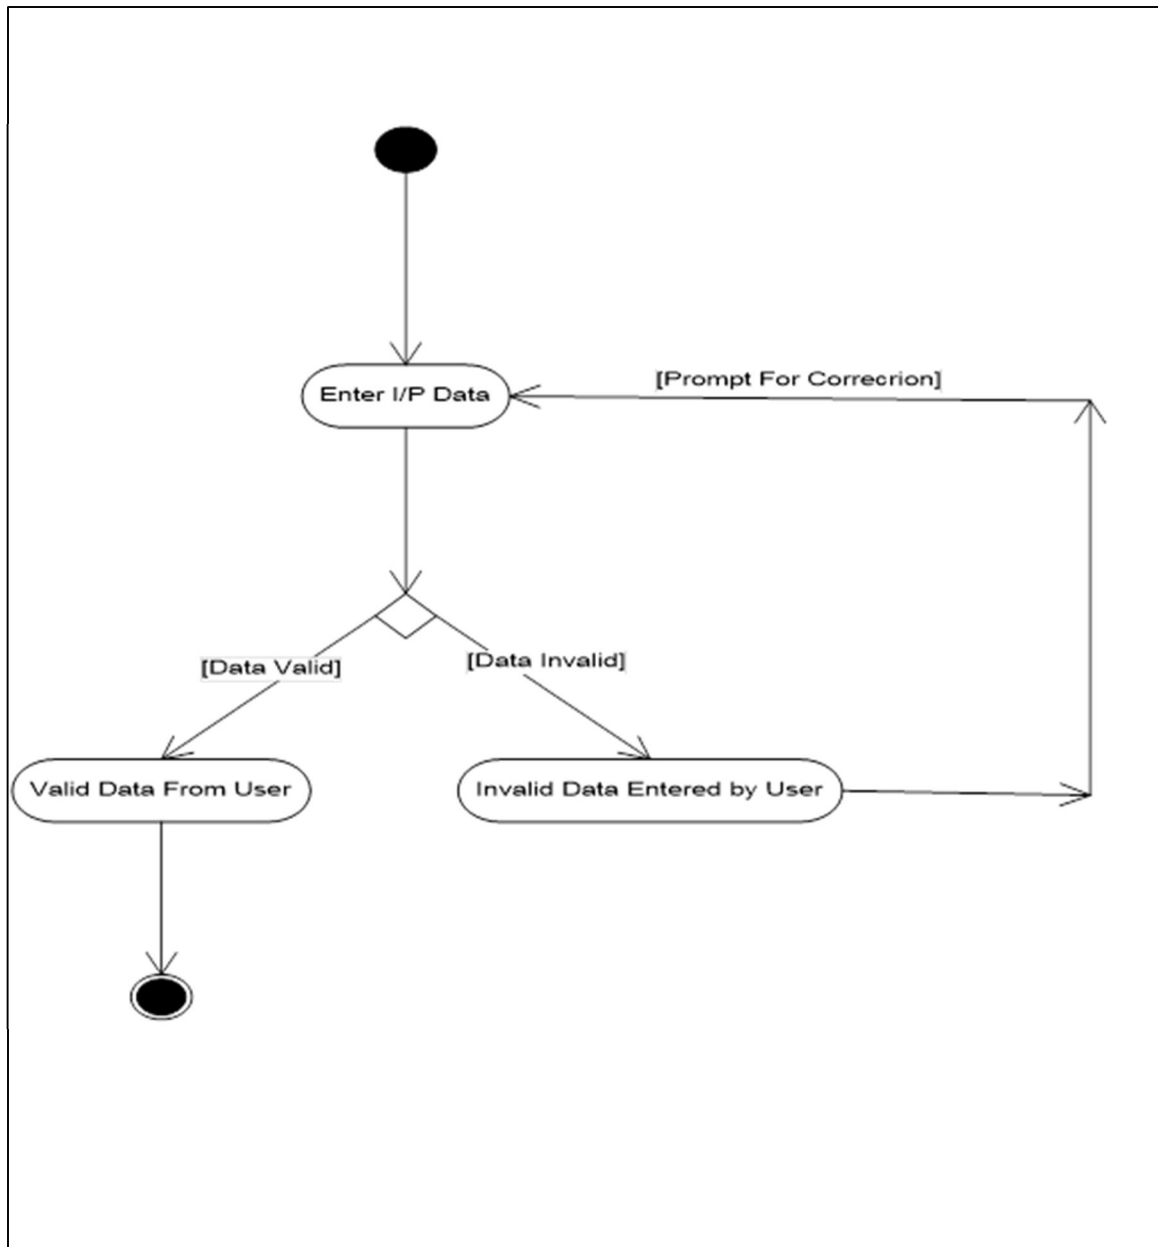 [Prompt For Correcrion]
Enter I/P Data
[Data Valid]
[Data Invalid]
Valid Data From User
Invalid Data Entered by User